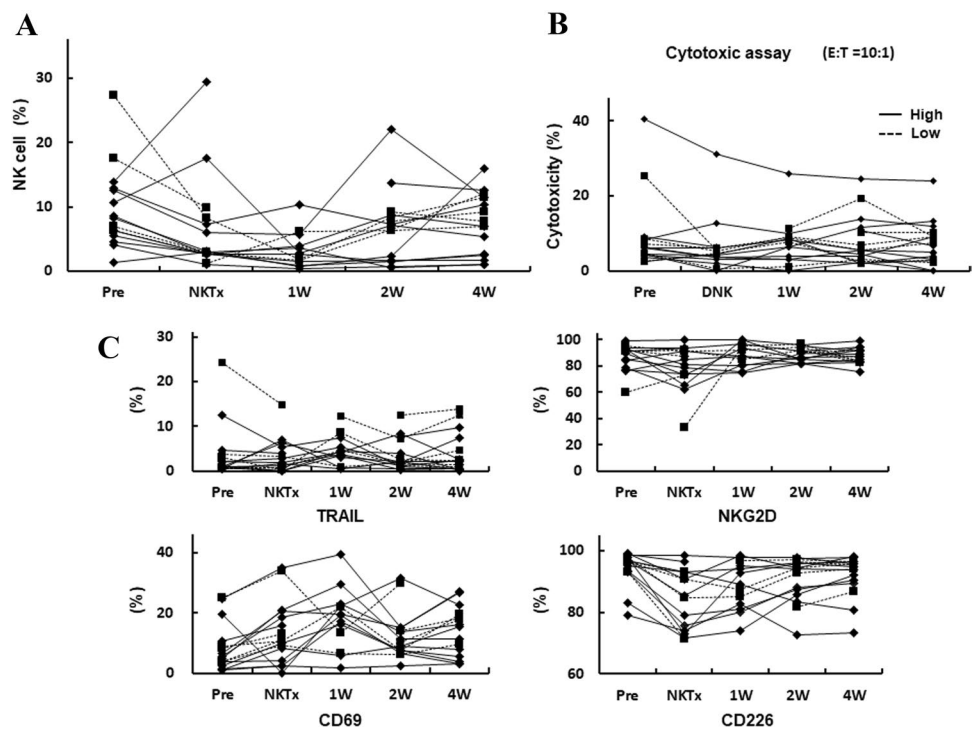 A
NK cell (%)
30
20
10
0
Pre NKTx 1W 2W 4W
B
Cytotoxic assay (E:T =10:1)
Cytotoxicity (%)
40
20
0
High
Low
Pre DNK 1W 2W 4W
C
(%)
30
20
10
0
Pre NKTx 1W 2W 4W
TRAIL
(%)
100
80
60
40
20
0
Pre NKTx 1W 2W 4W
NKG2D
(%)
40
20
0
Pre NKTx 1W 2W 4W
CD69
(%)
100
80
60
Pre NKTx 1W 2W 4W
CD226